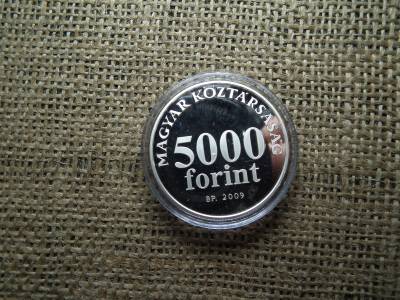 MAGYAR KÖZTÁRSASÁG
5000
forint
BP. 2009